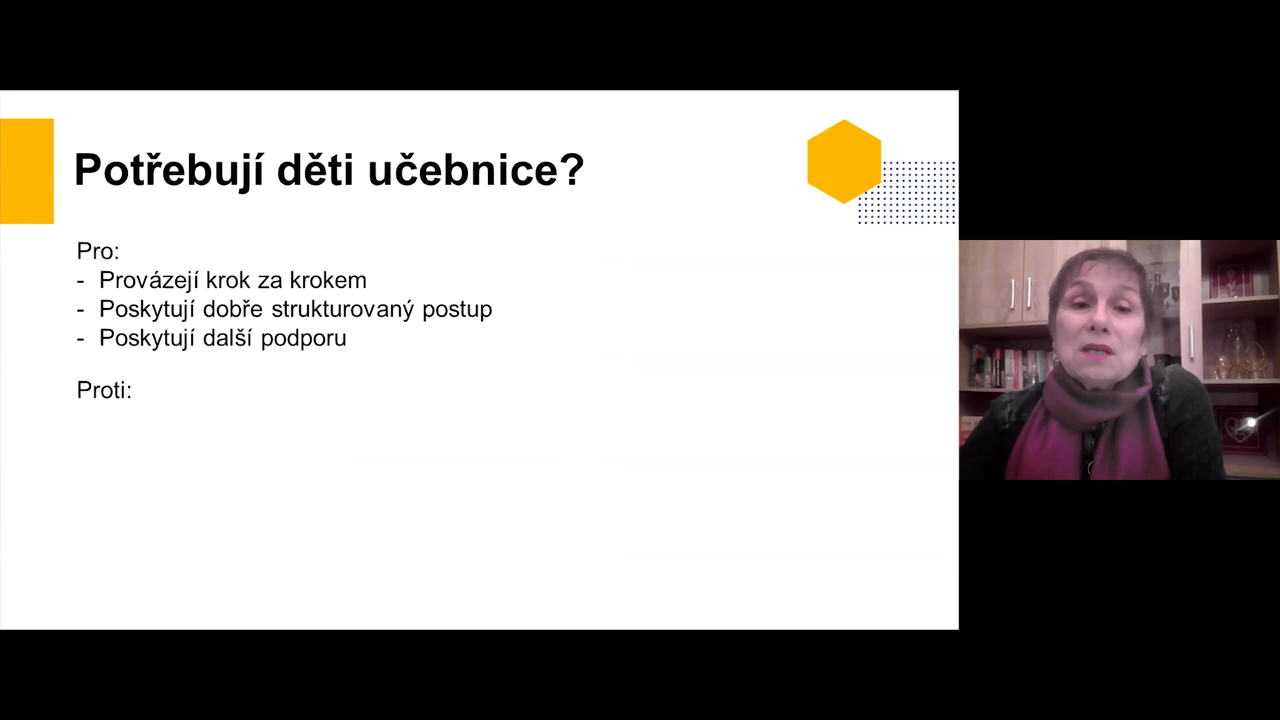 Potřebují děti učebnice?
Pro:
- Provázejí krok za krokem
- Poskytují dobře strukturovaný postup
- Poskytují další podporu
Proti: